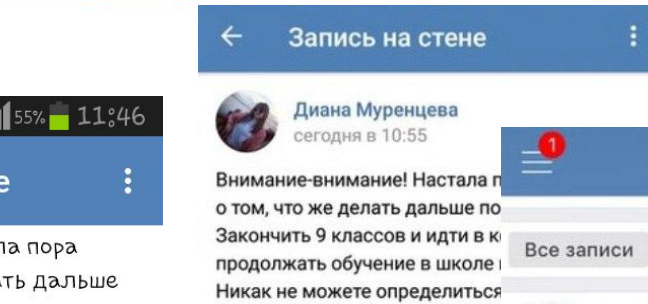 55% 11:46
е
ла пора
ать дальше
Запись на стене
Диана Муренцева
сегодня в 10:55
Внимание-внимание! Настала п
о том, что же делать дальше по
Закончить 9 классов и идти в к
продолжать обучение в школе
Никак не можете определиться
1
Все записи